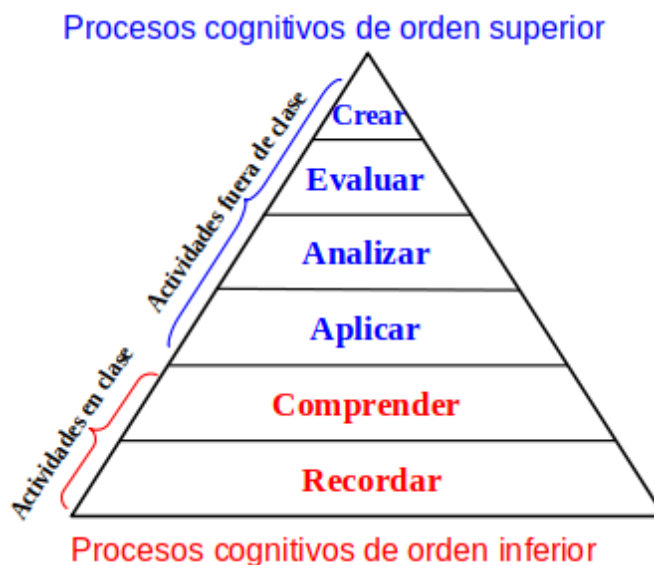 Procesos cognitivos de orden superior
Actividades fuera de clase
Crear
Evaluar
Analizar
Aplicar
Actividades en clase
Comprender
Recordar
Procesos cognitivos de orden inferior